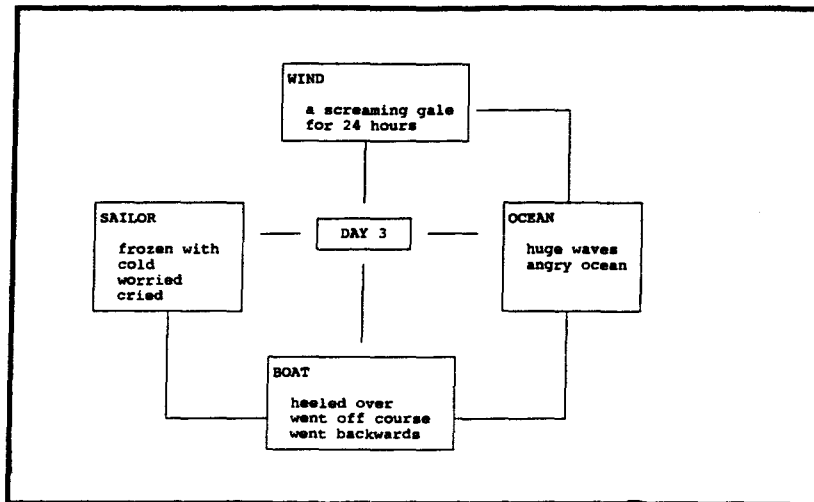 WIND
a screaming gale
for 24 hours
SAILOR
frozen with
cold
worried
cried
DAY 3
OCEAN
huge waves
angry ocean
BOAT
heeled over
went off course
went backwards